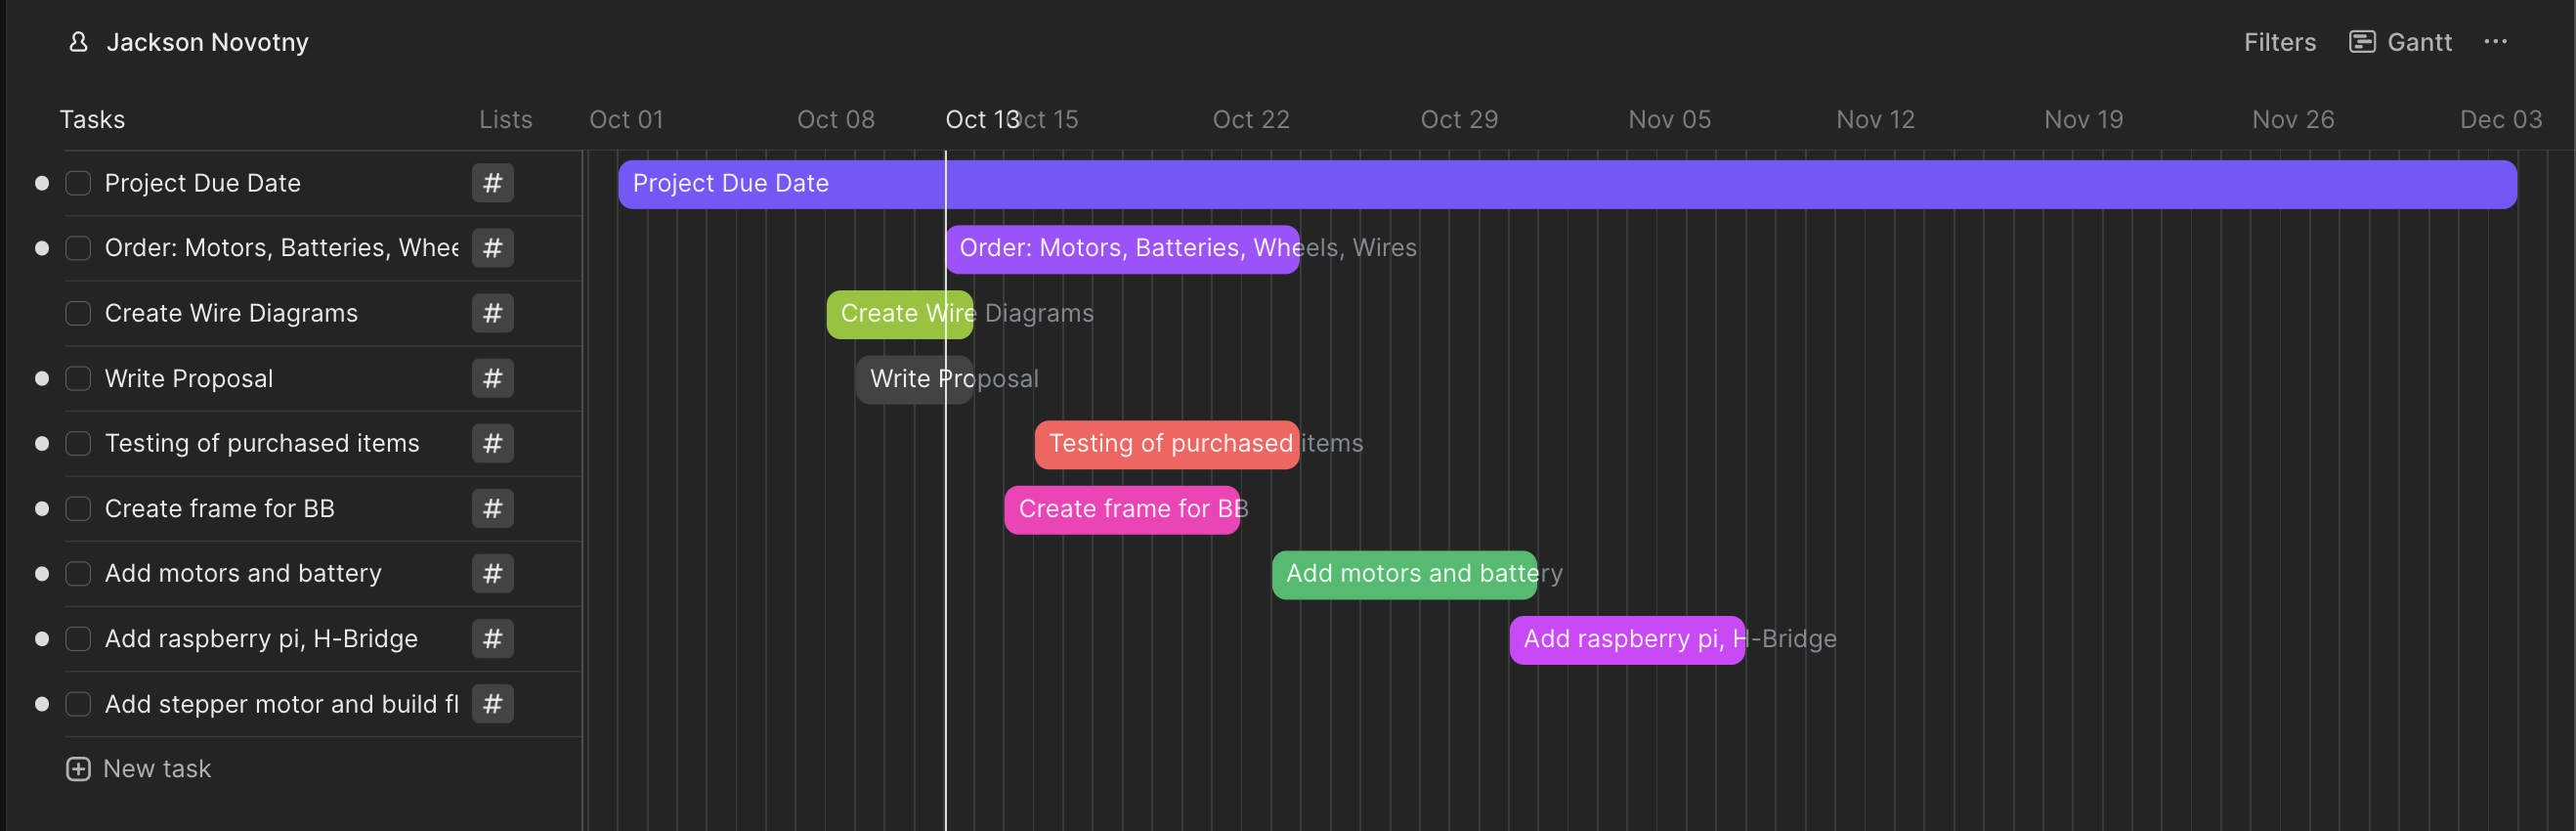 Jackson Novotny
Filters Gantt ...
Tasks Lists Oct 01 Oct 08 Oct 13 Oct 15 Oct 22 Oct 29 Nov 05 Nov 12 Nov 19 Nov 26 Dec 03
Project Due Date # Project Due Date
Order: Motors, Batteries, Whee # Order: Motors, Batteries, Wheels, Wires
Create Wire Diagrams # Create Wire Diagrams
Write Proposal # Write Proposal
Testing of purchased items # Testing of purchased items
Create frame for BB # Create frame for BB
Add motors and battery # Add motors and battery
Add raspberry pi, H-Bridge # Add raspberry pi, H-Bridge
Add stepper motor and build fl #
New task